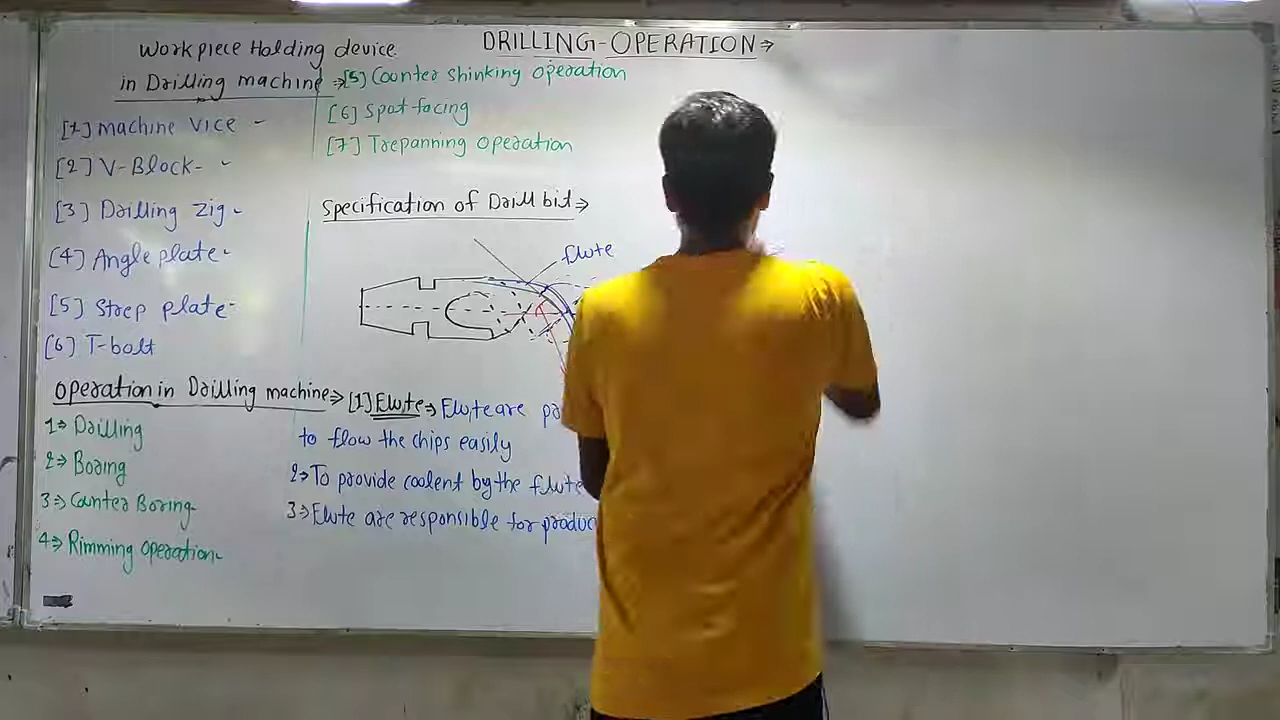 DRILLING-OPERATION⇒
Workpiece Holding device
in Drilling machine ⇒
[1] Machine Vice -
[2] V-Block-
[3] Drilling Zig-
[4] Angle plate-
[5] Strep plate-
[6] T-bolt
Operation in Drilling machine⇒
1⇒ Drilling
2⇒ Boring
3⇒ Counter Boring
4⇒ Rimming Operation
[5] Counter shinking operation
[6] Spot facing
[7] Trepanning operation
Specification of Drill bit⇒
flute
[1] Flute⇒ Flute are
to flow the chips easily
2⇒ To provide coolent by the flute
3⇒ Flute are responsible for produc